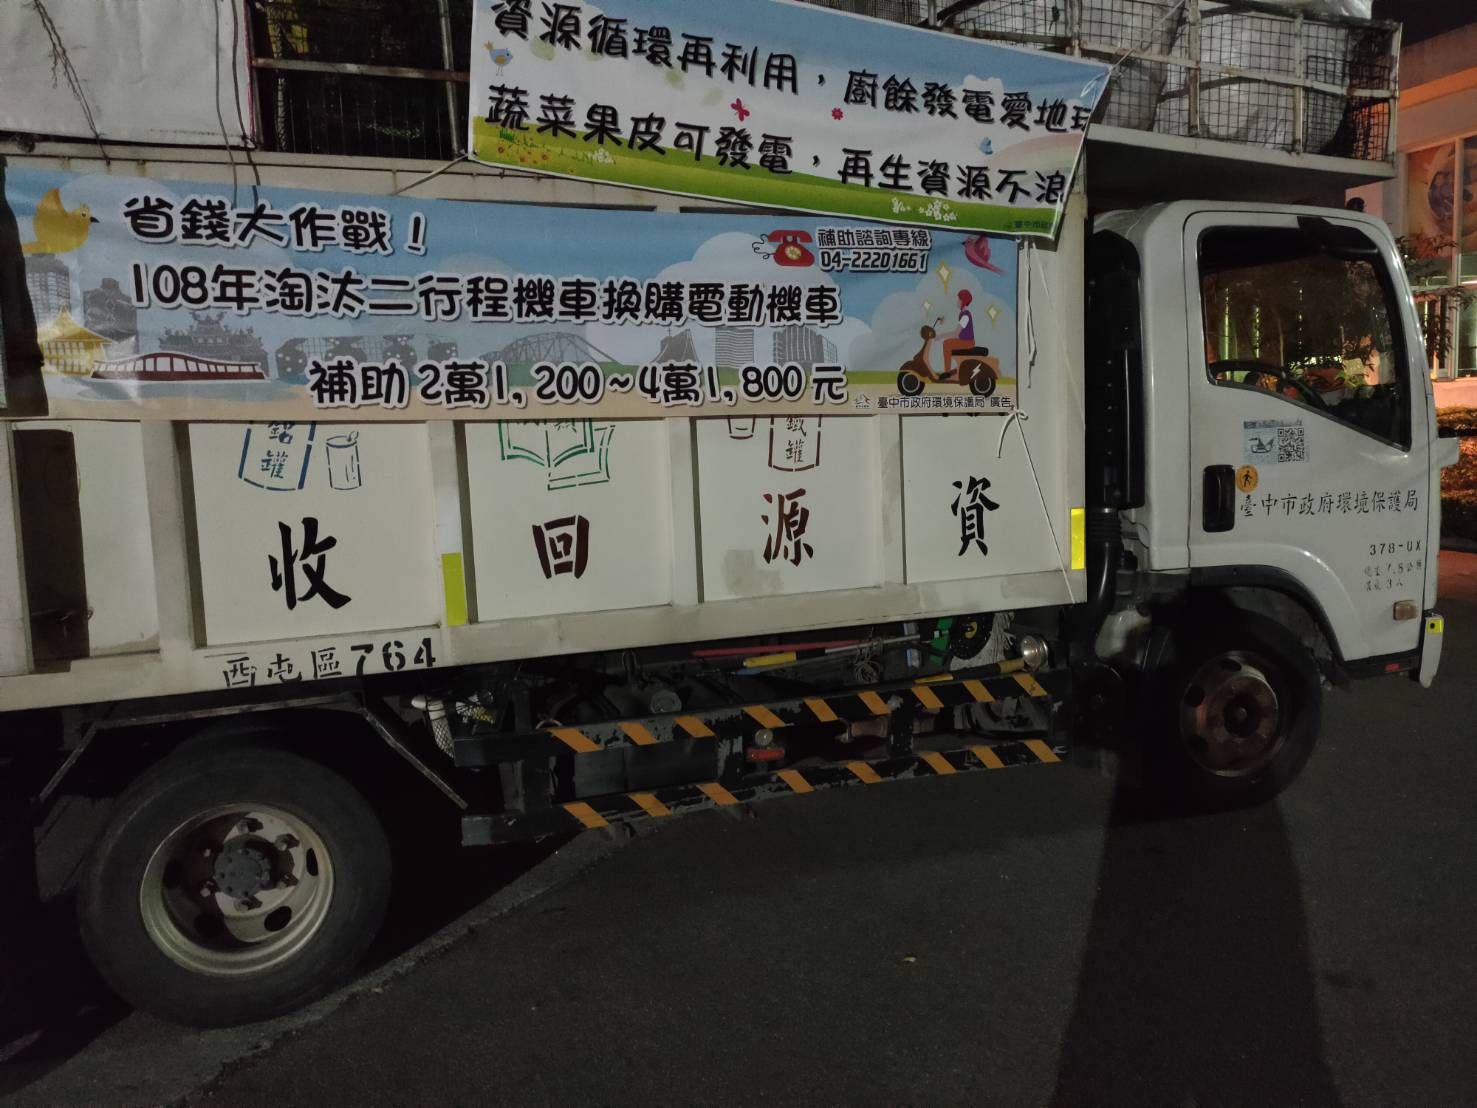 資源循環再利用，廚餘發電愛地球
蔬菜果皮可發電，再生資源不浪
省錢大作戰！
補助諮詢專線
04-22201661
108年淘汰二行程機車換購電動機車
補助2萬1,200~4萬1,800元
臺中市政府環境保護局 廣告
鋁罐
鐵罐
收回源資
西屯區764
臺中市政府環境保護局
378-UX